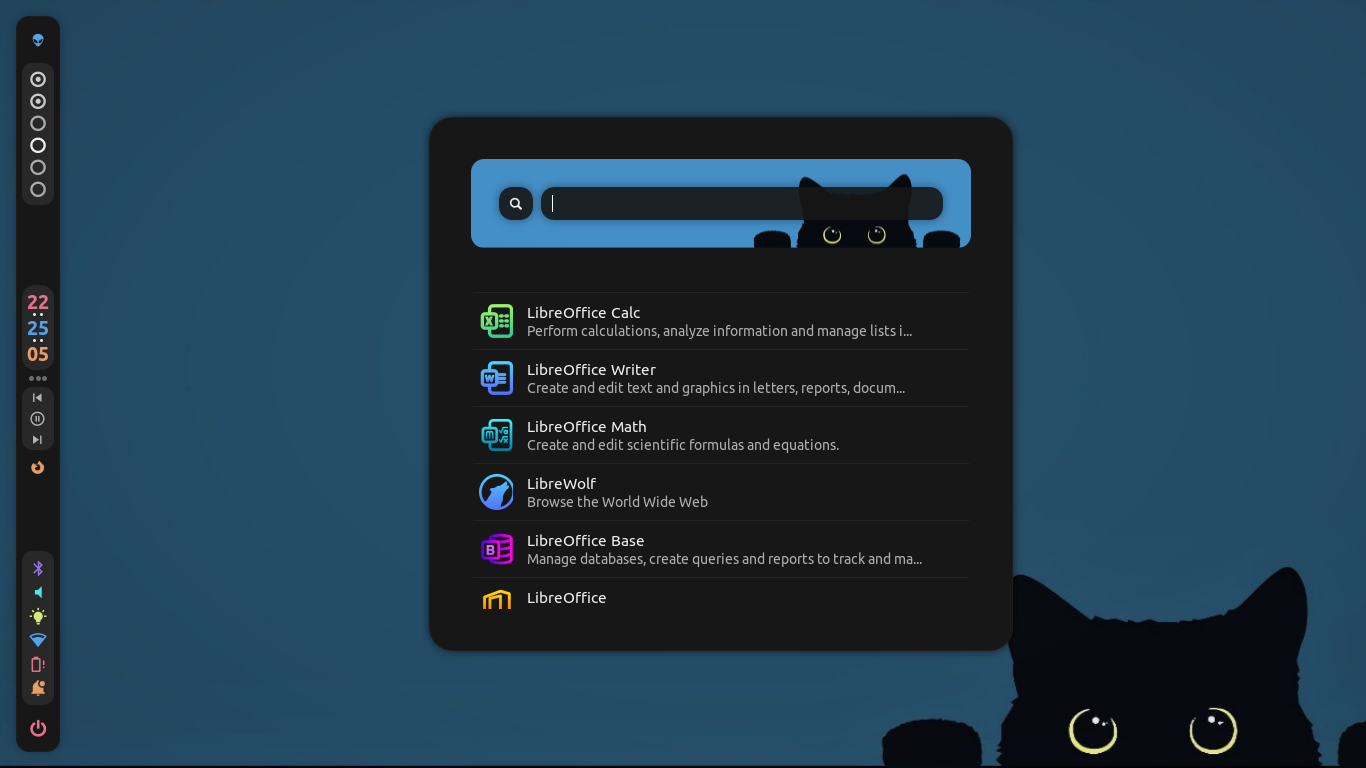 22
25
05
LibreOffice Calc
Perform calculations, analyze information and manage lists i...
LibreOffice Writer
Create and edit text and graphics in letters, reports, docum...
LibreOffice Math
Create and edit scientific formulas and equations.
LibreWolf
Browse the World Wide Web
LibreOffice Base
Manage databases, create queries and reports to track and ma...
LibreOffice